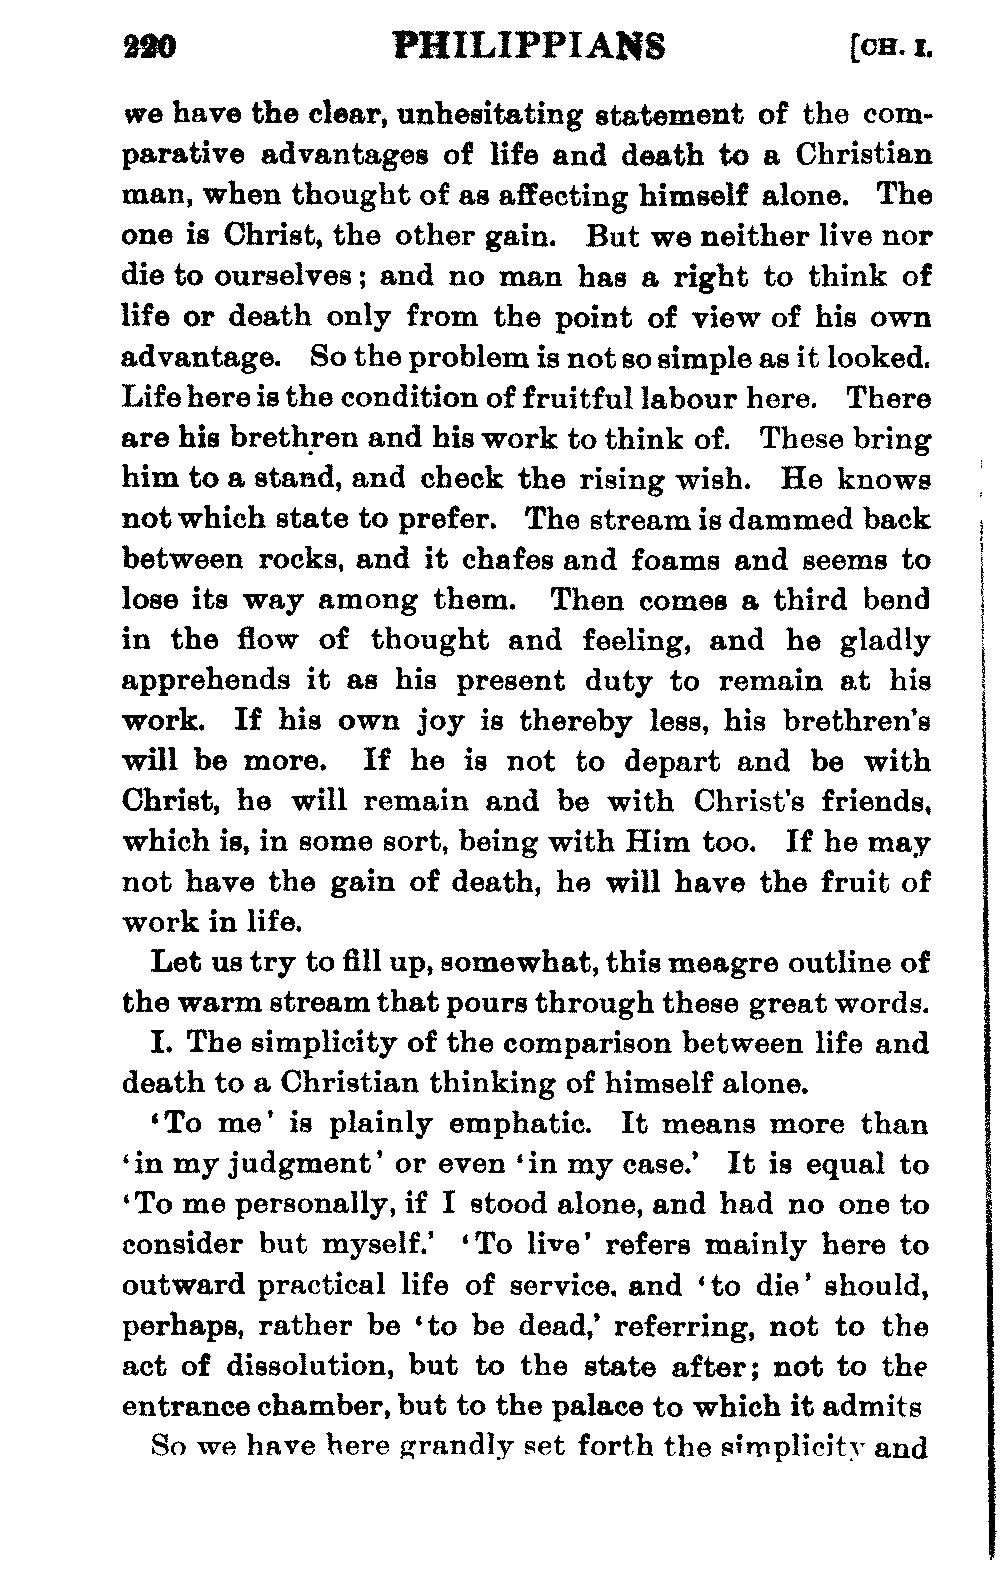 220 PHILIPPIANS [CH. I.
we have the clear, unhesitating statement of the com-
parative advantages of life and death to a Christian
man, when thought of as affecting himself alone. The
one is Christ, the other gain. But we neither live nor
die to ourselves; and no man has a right to think of
life or death only from the point of view of his own
advantage. So the problem is not so simple as it looked.
Life here is the condition of fruitful labour here. There
are his brethren and his work to think of. These bring
him to a stand, and check the rising wish. He knows
not which state to prefer. The stream is dammed back
between rocks, and it chafes and foams and seems to
lose its way among them. Then comes a third bend
in the flow of thought and feeling, and he gladly
apprehends it as his present duty to remain at his
work. If his own joy is thereby less, his brethren's
will be more. If he is not to depart and be with
Christ, he will remain and be with Christ's friends,
which is, in some sort, being with Him too. If he may
not have the gain of death, he will have the fruit of
work in life.
Let us try to fill up, somewhat, this meagre outline of
the warm stream that pours through these great words.
I. The simplicity of the comparison between life and
death to a Christian thinking of himself alone.
‘To me’ is plainly emphatic. It means more than
‘in my judgment’ or even ‘in my case.’ It is equal to
‘To me personally, if I stood alone, and had no one to
consider but myself.’ ‘To live’ refers mainly here to
outward practical life of service. and ‘to die’ should,
perhaps, rather be ‘to be dead,’ referring, not to the
act of dissolution, but to the state after; not to the
entrance chamber, but to the palace to which it admits
So we have here grandly set forth the simplicity and